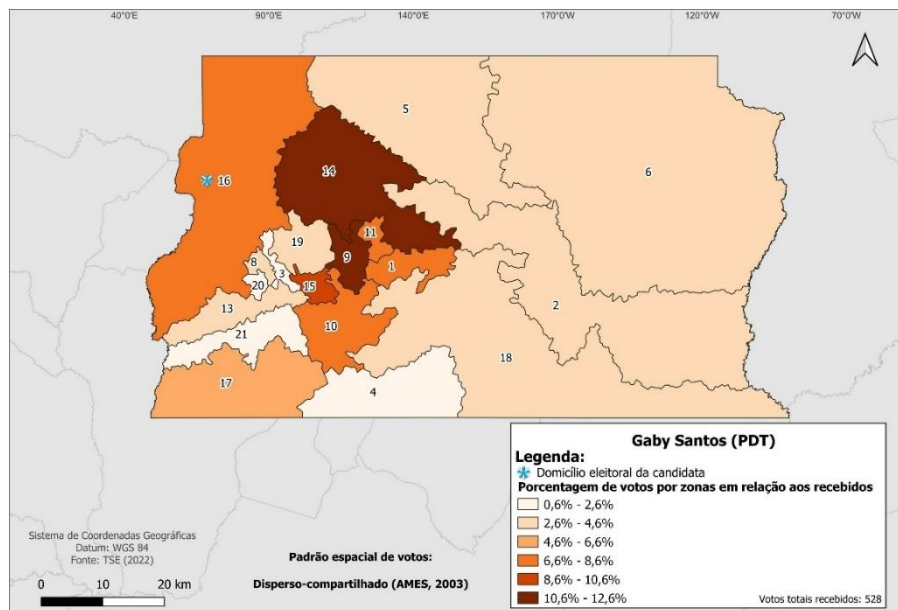 40°0'E 90°0'E 140°0'E 170°0'W 120°0'W 70°0'W
5
6
14
16
11
19
9
8
3
1
20
15
13
2
10
21
18
17
4
Gaby Santos (PDT)
Legenda:
Domicílio eleitoral da candidata
Porcentagem de votos por zonas em relação aos recebidos
0,6% - 2,6%
2,6% - 4,6%
4,6% - 6,6%
6,6% - 8,6%
8,6% - 10,6%
10,6% - 12,6%
Votos totais recebidos: 528
Sistema de Coordenadas Geográficas
Datum: WGS 84
Fonte: TSE (2022)
0 10 20 km
Padrão espacial de votos:
Disperso-compartilhado (AMES, 2003)